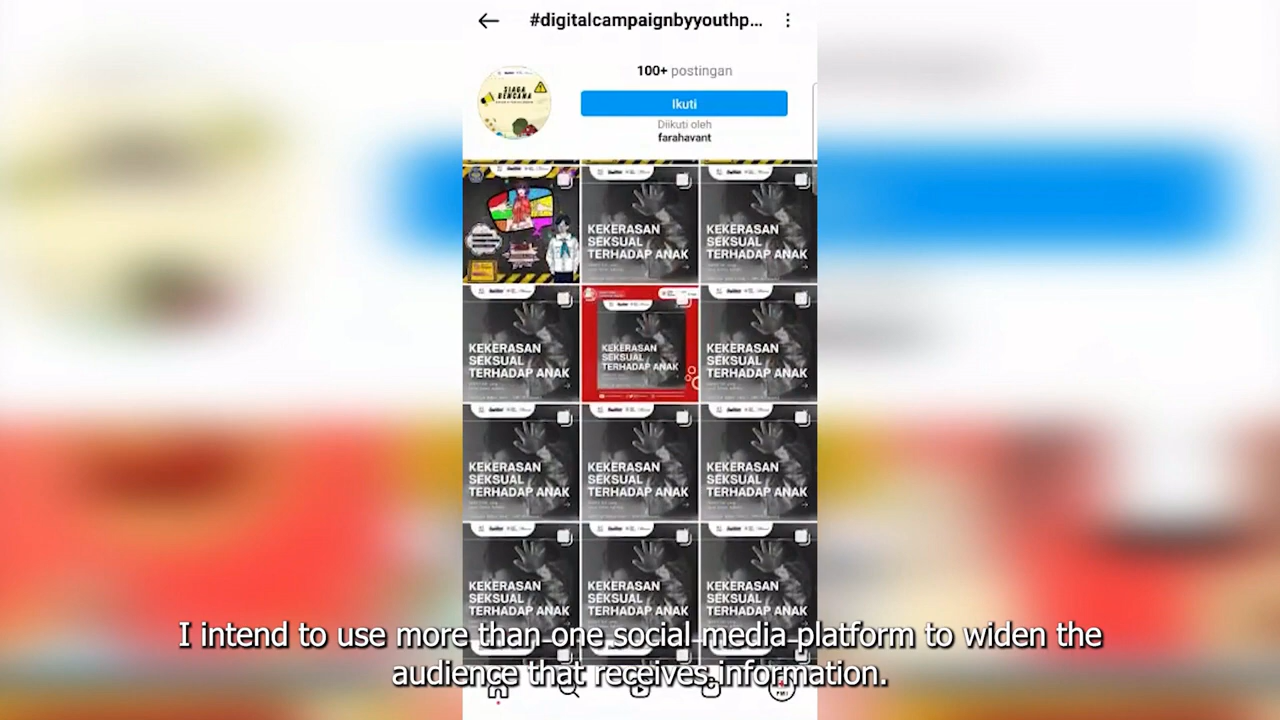 #digitalcampaignbyyouthp...
100+ postingan
Ikuti
Diikuti oleh
farahavant
SIAGA
BENCANA
KEKERASAN
SEKSUAL
TERHADAP ANAK
KEKERASAN
SEKSUAL
TERHADAP ANAK
KEKERASAN
SEKSUAL
TERHADAP ANAK
KEKERASAN
SEKSUAL
TERHADAP ANAK
KEKERASAN
SEKSUAL
TERHADAP ANAK
KEKERASAN
SEKSUAL
TERHADAP ANAK
KEKERASAN
SEKSUAL
TERHADAP ANAK
KEKERASAN
SEKSUAL
TERHADAP ANAK
KEKERASAN
SEKSUAL
TERHADAP ANAK
KEKERASAN
SEKSUAL
TERHADAP ANAK
KEKERASAN
SEKSUAL
TERHADAP ANAK
I intend to use more than one social media platform to widen the
audience that receives information.
PMI